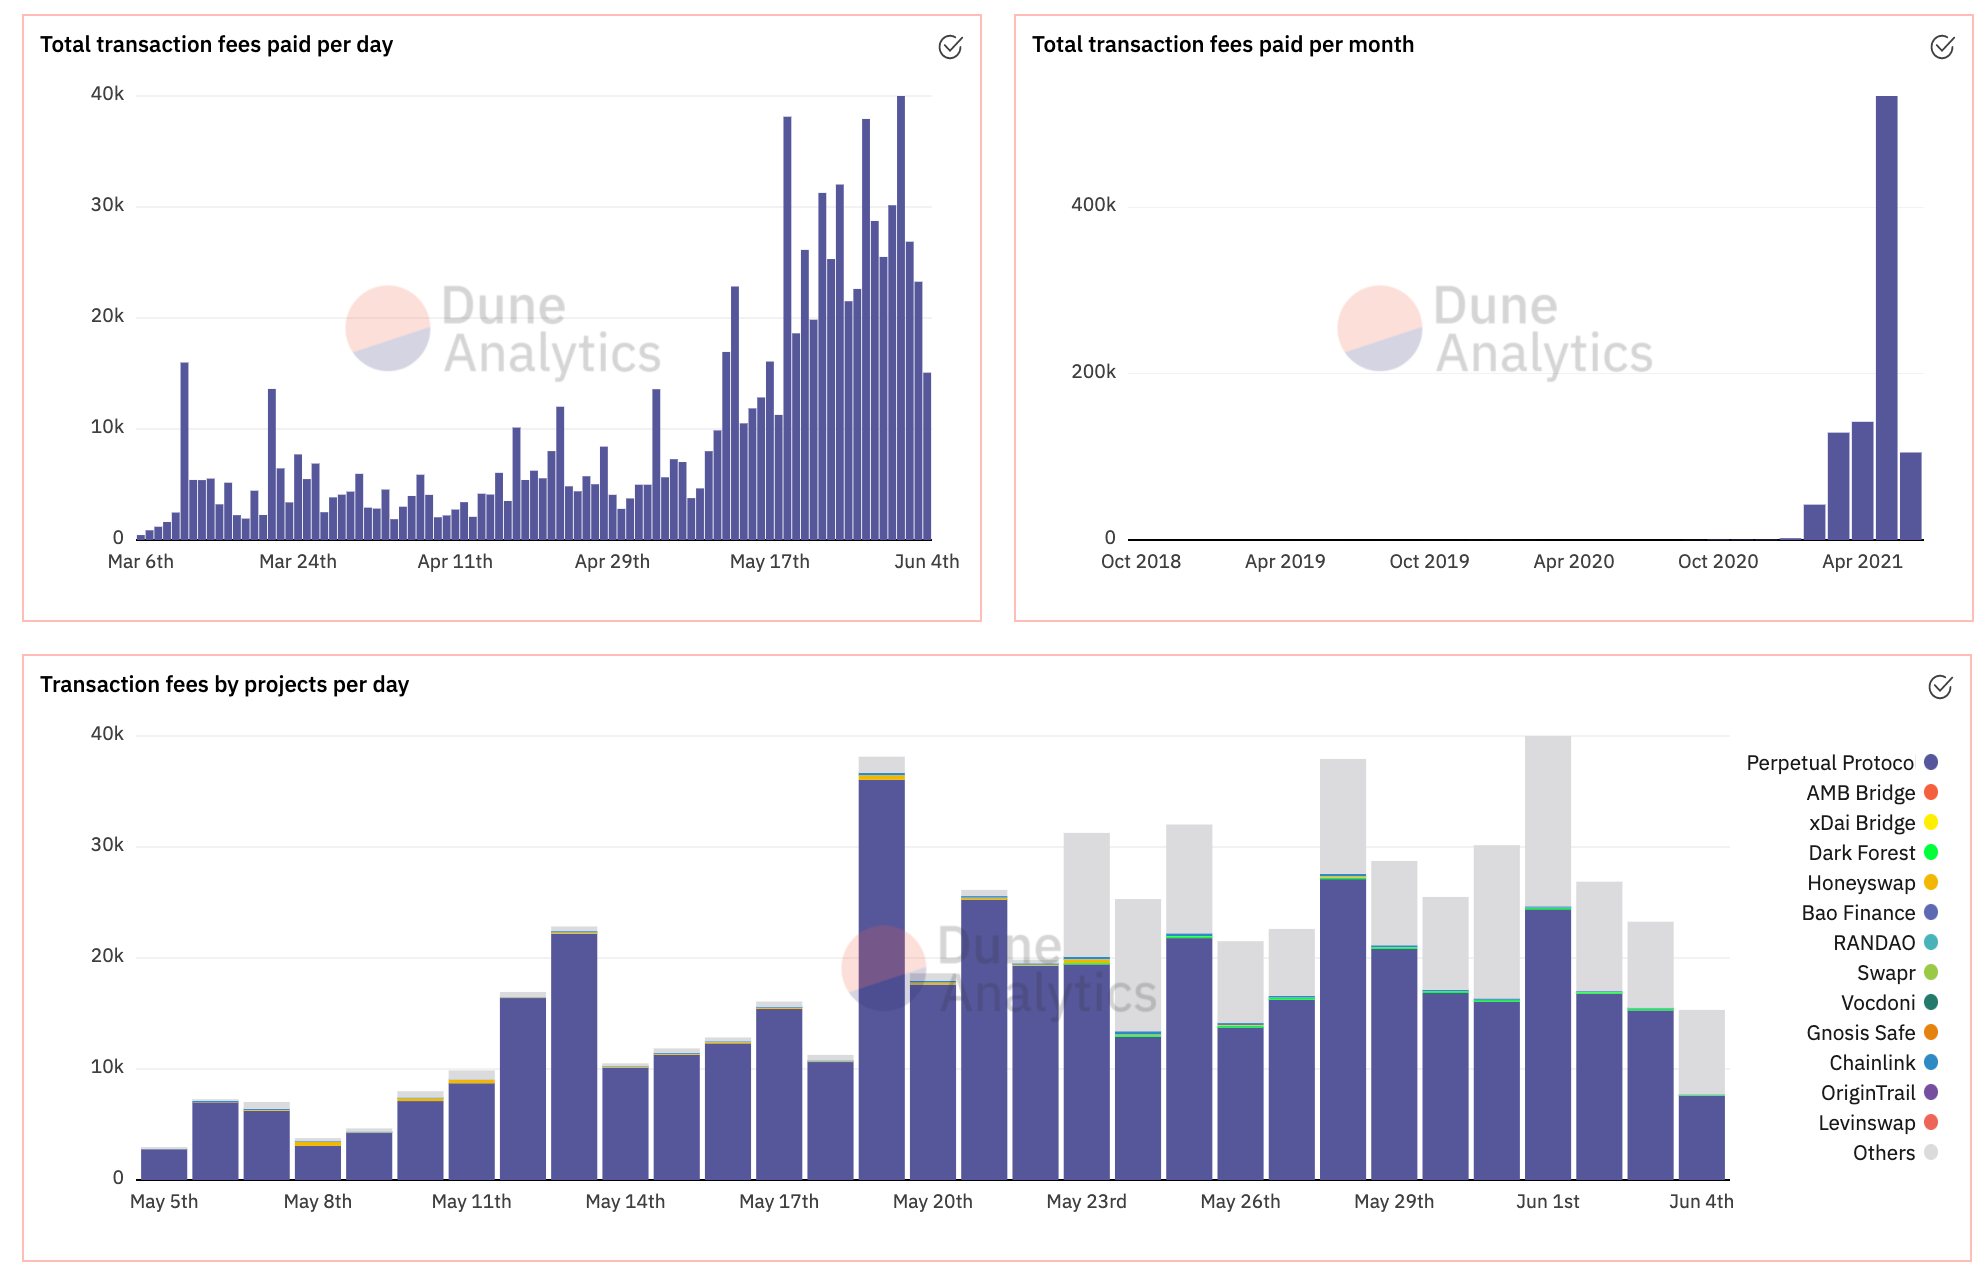 Total transaction fees paid per day
40k
30k
20k
10k
0
Mar 6th Mar 24th Apr 11th Apr 29th May 17th Jun 4th
Dune
Analytics
Total transaction fees paid per month
400k
200k
0
Oct 2018 Apr 2019 Oct 2019 Apr 2020 Oct 2020 Apr 2021
Dune
Analytics
Transaction fees by projects per day
40k
30k
20k
10k
0
May 5th May 8th May 11th May 14th May 17th May 20th May 23rd May 26th May 29th Jun 1st Jun 4th
Dune
Analytics
Perpetual Protoco
AMB Bridge
xDai Bridge
Dark Forest
Honeyswap
Bao Finance
RANDAO
Swapr
Vocdoni
Gnosis Safe
Chainlink
OriginTrail
Levinswap
Others